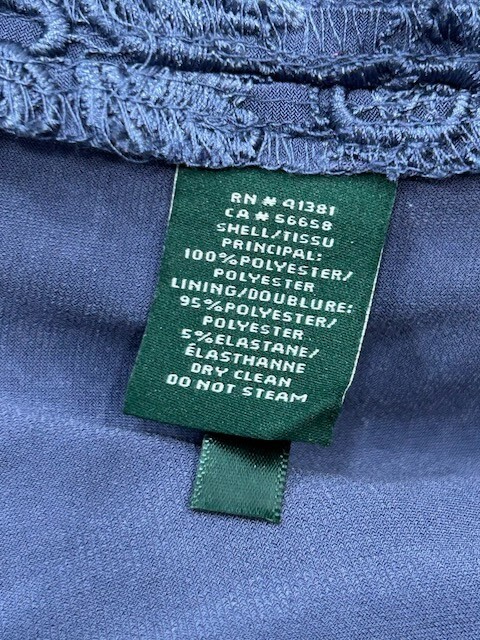 RN # 41381
CA # 56658
SHELL/TISSU
PRINCIPAL:
100%POLYESTER/
POLYESTER
LINING/DOUBLURE:
95%POLYESTER/
POLYESTER
5%ELASTANE/
ÉLASTHANNE
DRY CLEAN
DO NOT STEAM